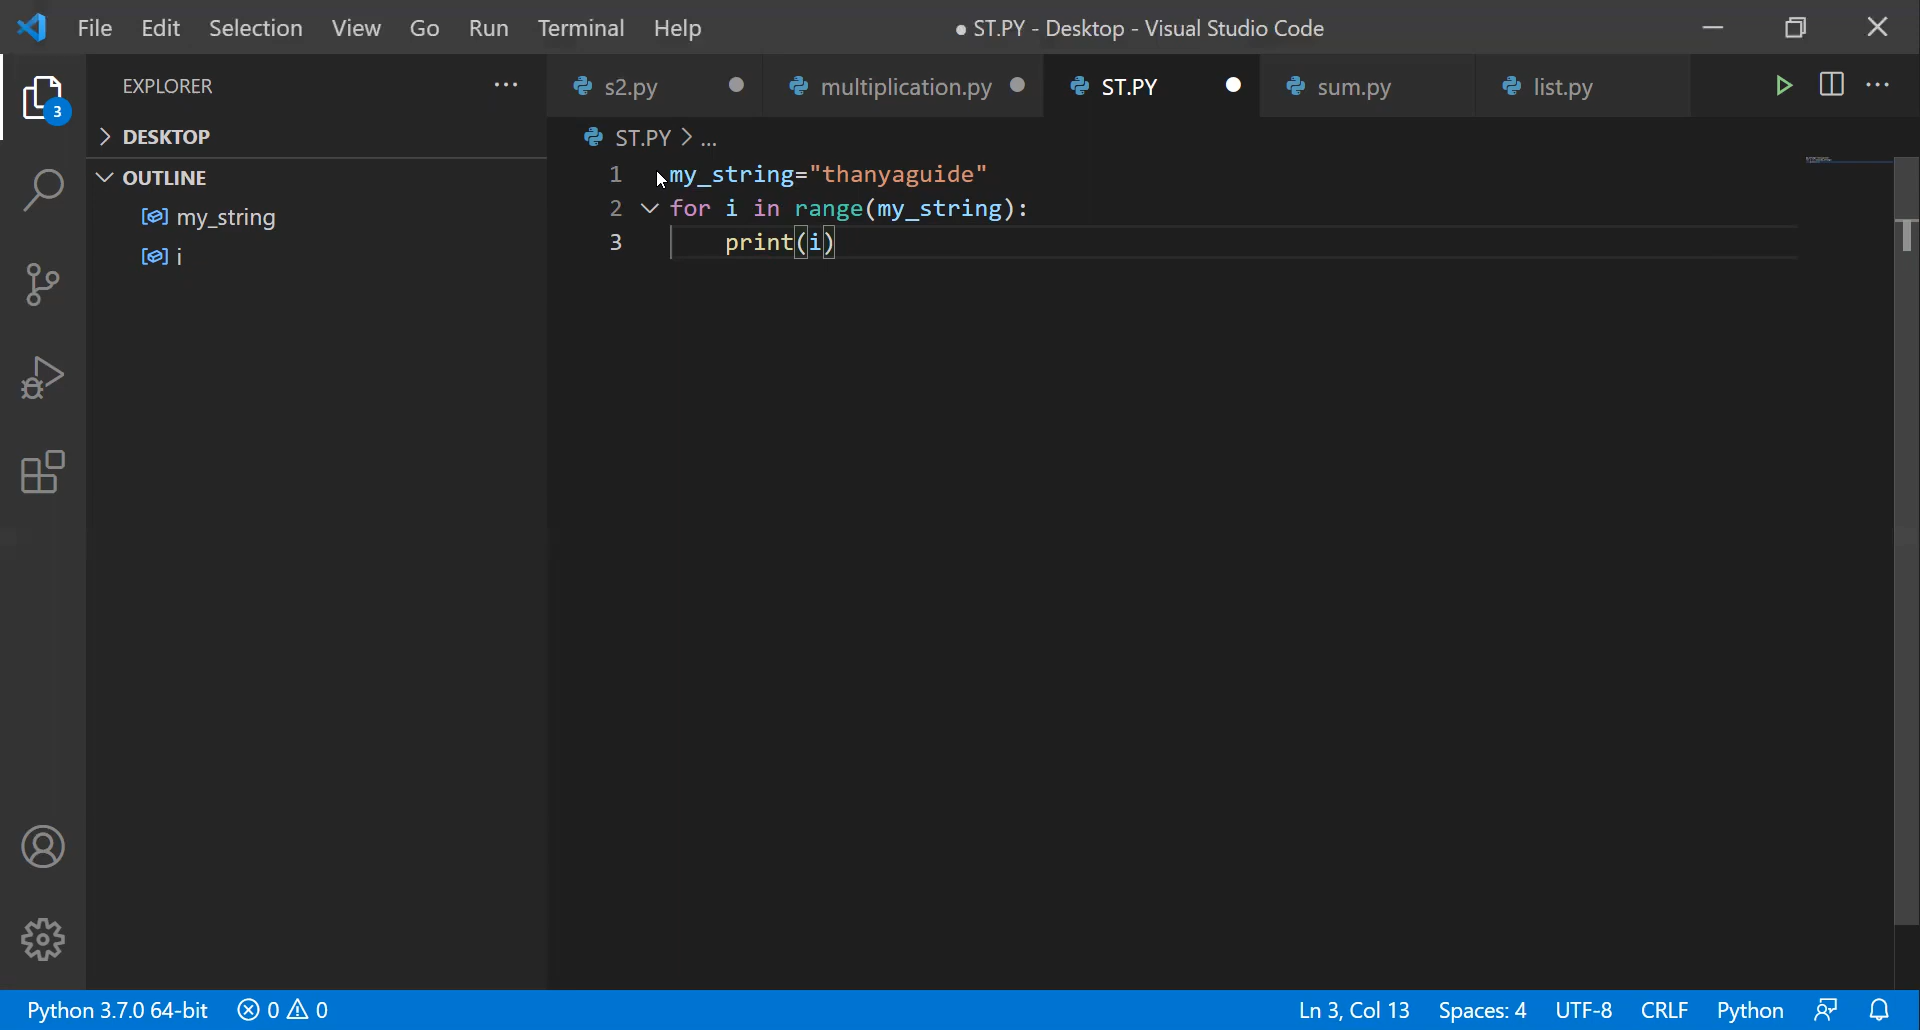 File Edit Selection View Go Run Terminal Help ● ST.PY - Desktop - Visual Studio Code
EXPLORER ... s2.py multiplication.py ST.PY sum.py list.py ...
3
DESKTOP
ST.PY > ...
OUTLINE
my_string
i
1 my_string="thanyaguide"
2 for i in range(my_string):
3 print(i)
Python 3.7.0 64-bit 0 0 Ln 3, Col 13 Spaces: 4 UTF-8 CRLF Python